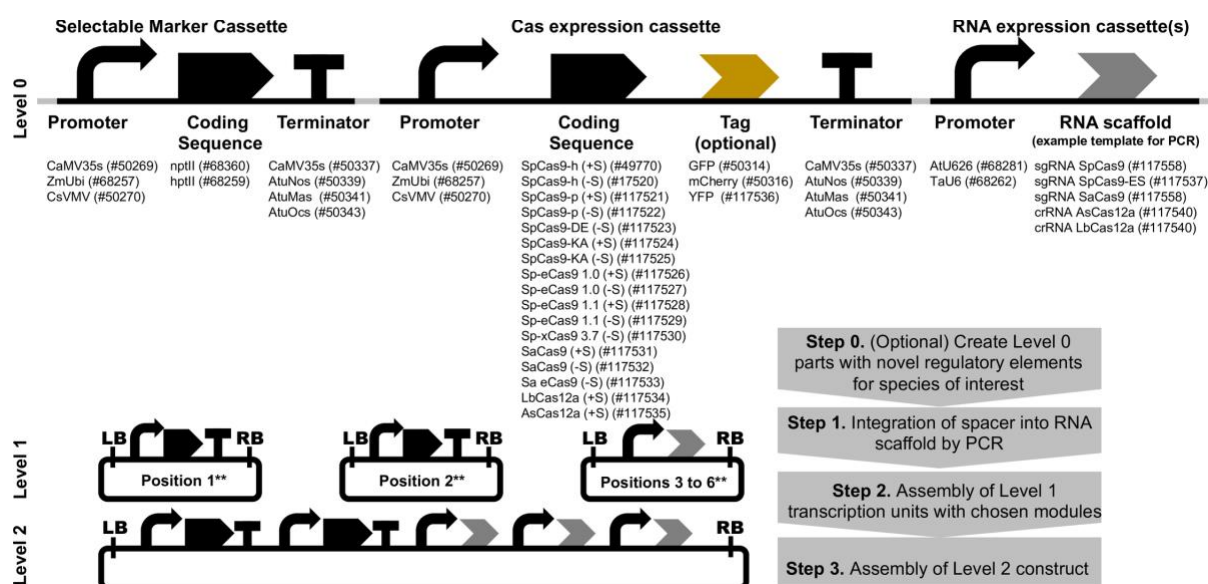 Selectable Marker Cassette
Cas expression cassette
RNA expression cassette(s)
Level 0
Promoter
CaMV35s (#50269)
ZmUbi (#68257)
CsVMV (#50270)
Coding
Sequence
nptII (#68360)
hptII (#68259)
Terminator
CaMV35s (#50337)
AtuNos (#50339)
AtuMas (#50341)
AtuOcs (#50343)
Promoter
CaMV35s (#50269)
ZmUbi (#68257)
CsVMV (#50270)
Coding
Sequence
SpCas9-h (+S) (#49770)
SpCas9-h (-S) (#17520)
SpCas9-p (+S) (#117521)
SpCas9-p (-S) (#117522)
SpCas9-DE (-S) (#117523)
SpCas9-KA (+S) (#117524)
SpCas9-KA (-S) (#117525)
Sp-eCas9 1.0 (+S) (#117526)
Sp-eCas9 1.0 (-S) (#117527)
Sp-eCas9 1.1 (+S) (#117528)
Sp-eCas9 1.1 (-S) (#117529)
Sp-xCas9 3.7 (-S) (#117530)
SaCas9 (+S) (#117531)
SaCas9 (-S) (#117532)
Sa eCas9 (-S) (#117533)
LbCas12a (+S) (#117534)
AsCas12a (+S) (#117535)
Tag
(optional)
GFP (#50314)
mCherry (#50316)
YFP (#117536)
Terminator
CaMV35s (#50337)
AtuNos (#50339)
AtuMas (#50341)
AtuOcs (#50343)
Promoter
AtU626 (#68281)
TaU6 (#68262)
RNA scaffold
(example template for PCR)
sgRNA SpCas9 (#117558)
sgRNA SpCas9-ES (#117537)
sgRNA SaCas9 (#117558)
crRNA AsCas12a (#117540)
crRNA LbCas12a (#117540)
Level 1
LB
RB
Position 1**
LB
RB
Position 2**
LB
RB
Positions 3 to 6**
Level 2
LB
RB
Step 0. (Optional) Create Level 0
parts with novel regulatory elements
for species of interest
Step 1. Integration of spacer into RNA
scaffold by PCR
Step 2. Assembly of Level 1
transcription units with chosen modules
Step 3. Assembly of Level 2 construct